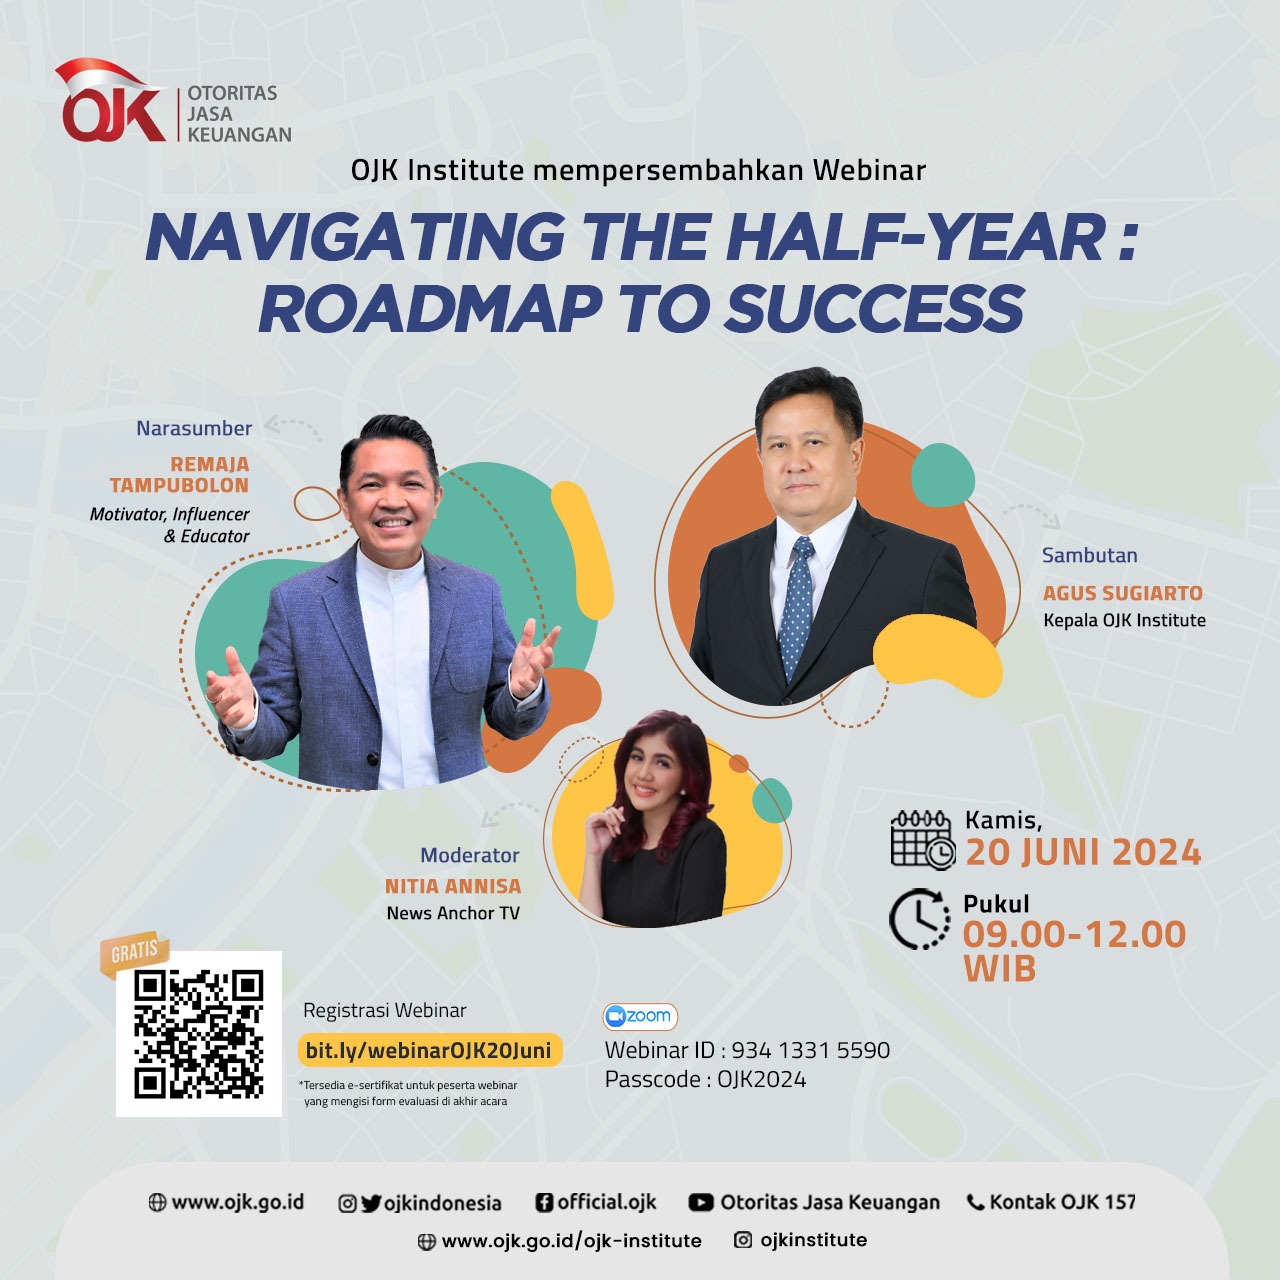 OJK
OTORITAS
JASA
KEUANGAN
OJK Institute mempersembahkan Webinar
NAVIGATING THE HALF-YEAR :
ROADMAP TO SUCCESS
Narasumber
REMAJA
TAMPUBOLON
Motivator, Influencer
& Educator
Sambutan
AGUS SUGIARTO
Kepala OJK Institute
Moderator
NITIA ANNISA
News Anchor TV
Kamis,
20 JUNI 2024
Pukul
09.00-12.00
WIB
GRATIS
Registrasi Webinar
bit.ly/webinarOJK20Juni
*Tersedia e-sertifikat untuk peserta webinar
yang mengisi form evaluasi di akhir acara
zoom
Webinar ID : 934 1331 5590
Passcode : OJK2024
www.ojk.go.id
ojkindonesia
official.ojk
Otoritas Jasa Keuangan
Kontak OJK 157
www.ojk.go.id/ojk-institute
ojkinstitute